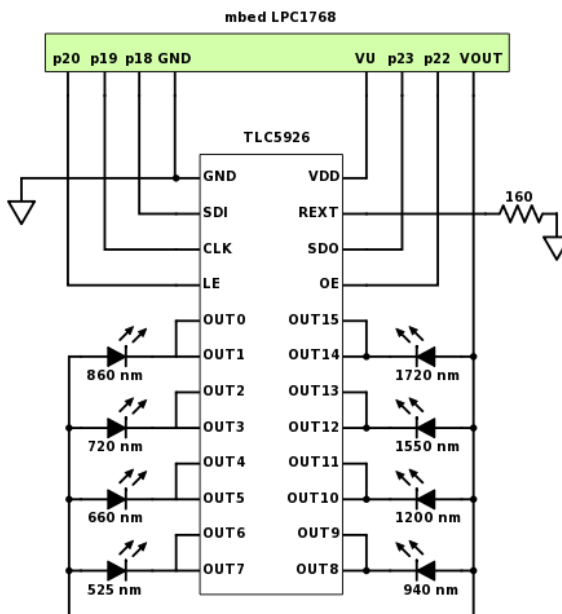 mbed LPC1768
p20 p19 p18 GND VU p23 p22 VOUT
TLC5926
GND VDD
160
SDI REXT
CLK SDO
LE OE
OUT0 OUT15
OUT1 OUT14
860 nm 1720 nm
OUT2 OUT13
OUT3 OUT12
720 nm 1550 nm
OUT4 OUT11
OUT5 OUT10
660 nm 1200 nm
OUT6 OUT9
OUT7 OUT8
525 nm 940 nm